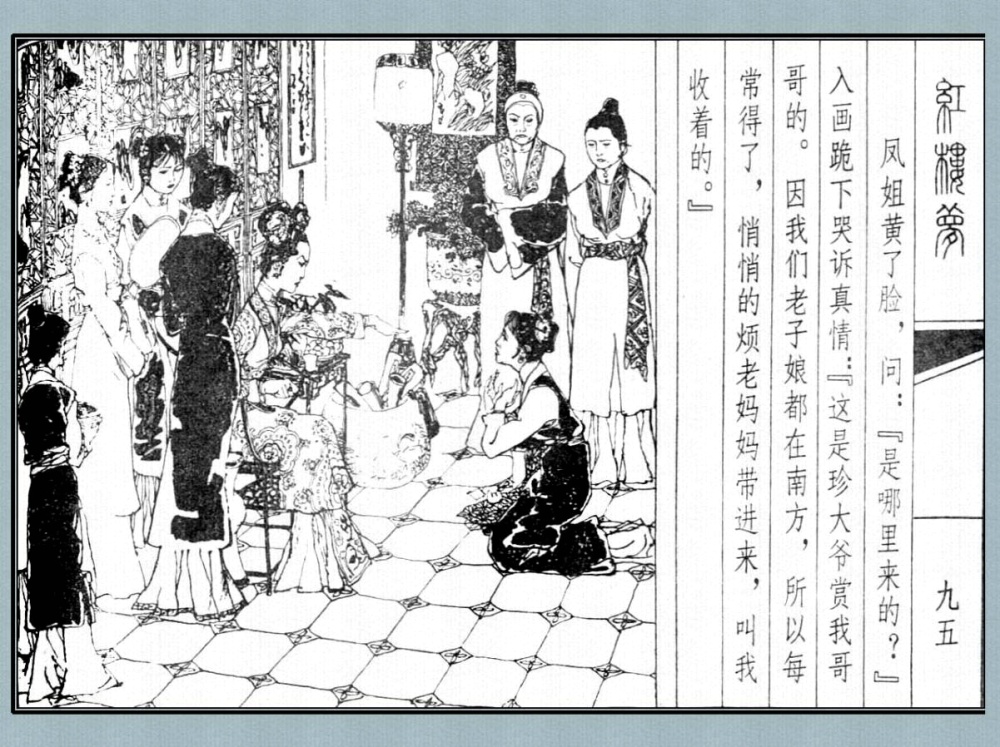 紅樓夢
九五
凤姐黄了脸，问：『是哪里来的？』
入画跪下哭诉真情：『这是珍大爷赏我哥
哥的。因我们老子娘都在南方，所以每
常得了，悄悄的烦老妈妈带进来，叫我
收着的。』